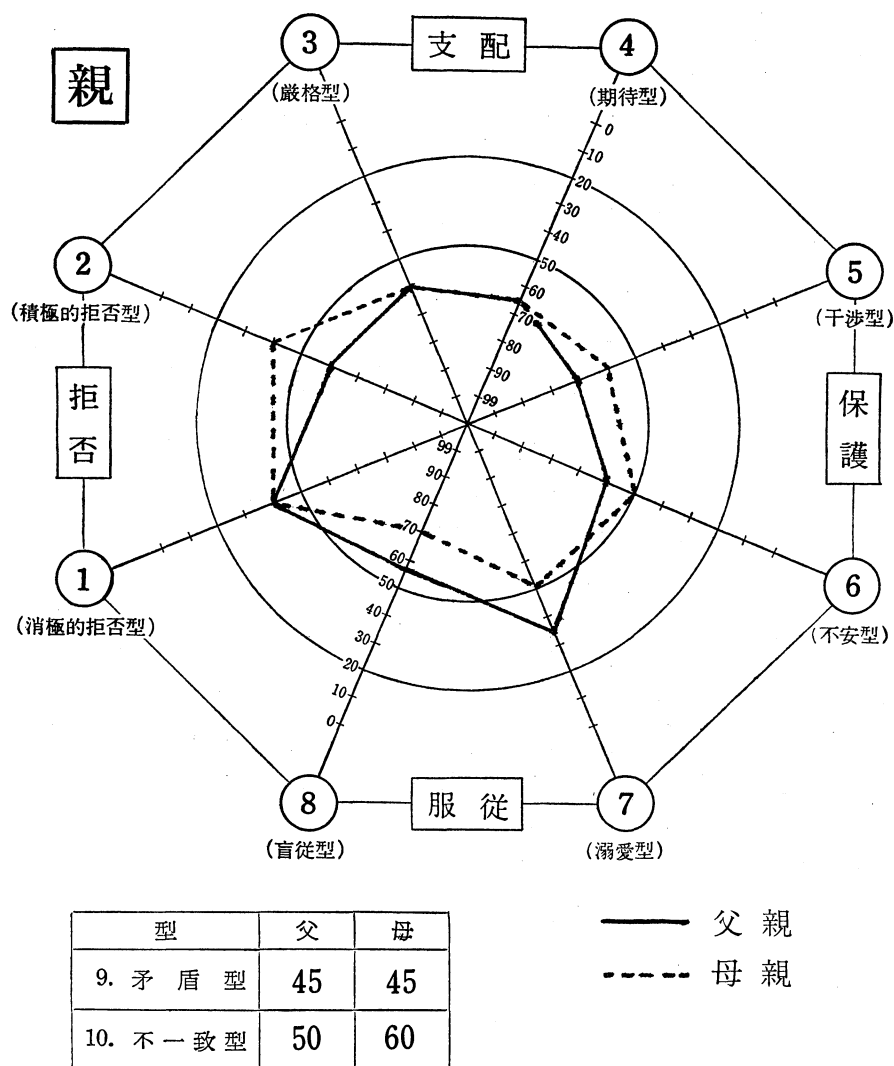 親
3
(厳格型)
支配
4
(期待型)
0
10
20
30
40
50
60
70
80
90
99
2
(積極的拒否型)
5
(干渉型)
拒否
保護
1
(消極的拒否型)
6
(不安型)
99
90
80
70
60
50
40
30
20
10
0
8
(盲従型)
服従
7
(溺愛型)
型 父 母
9. 矛盾型 45 45
10. 不一致型 50 60
父親
母親